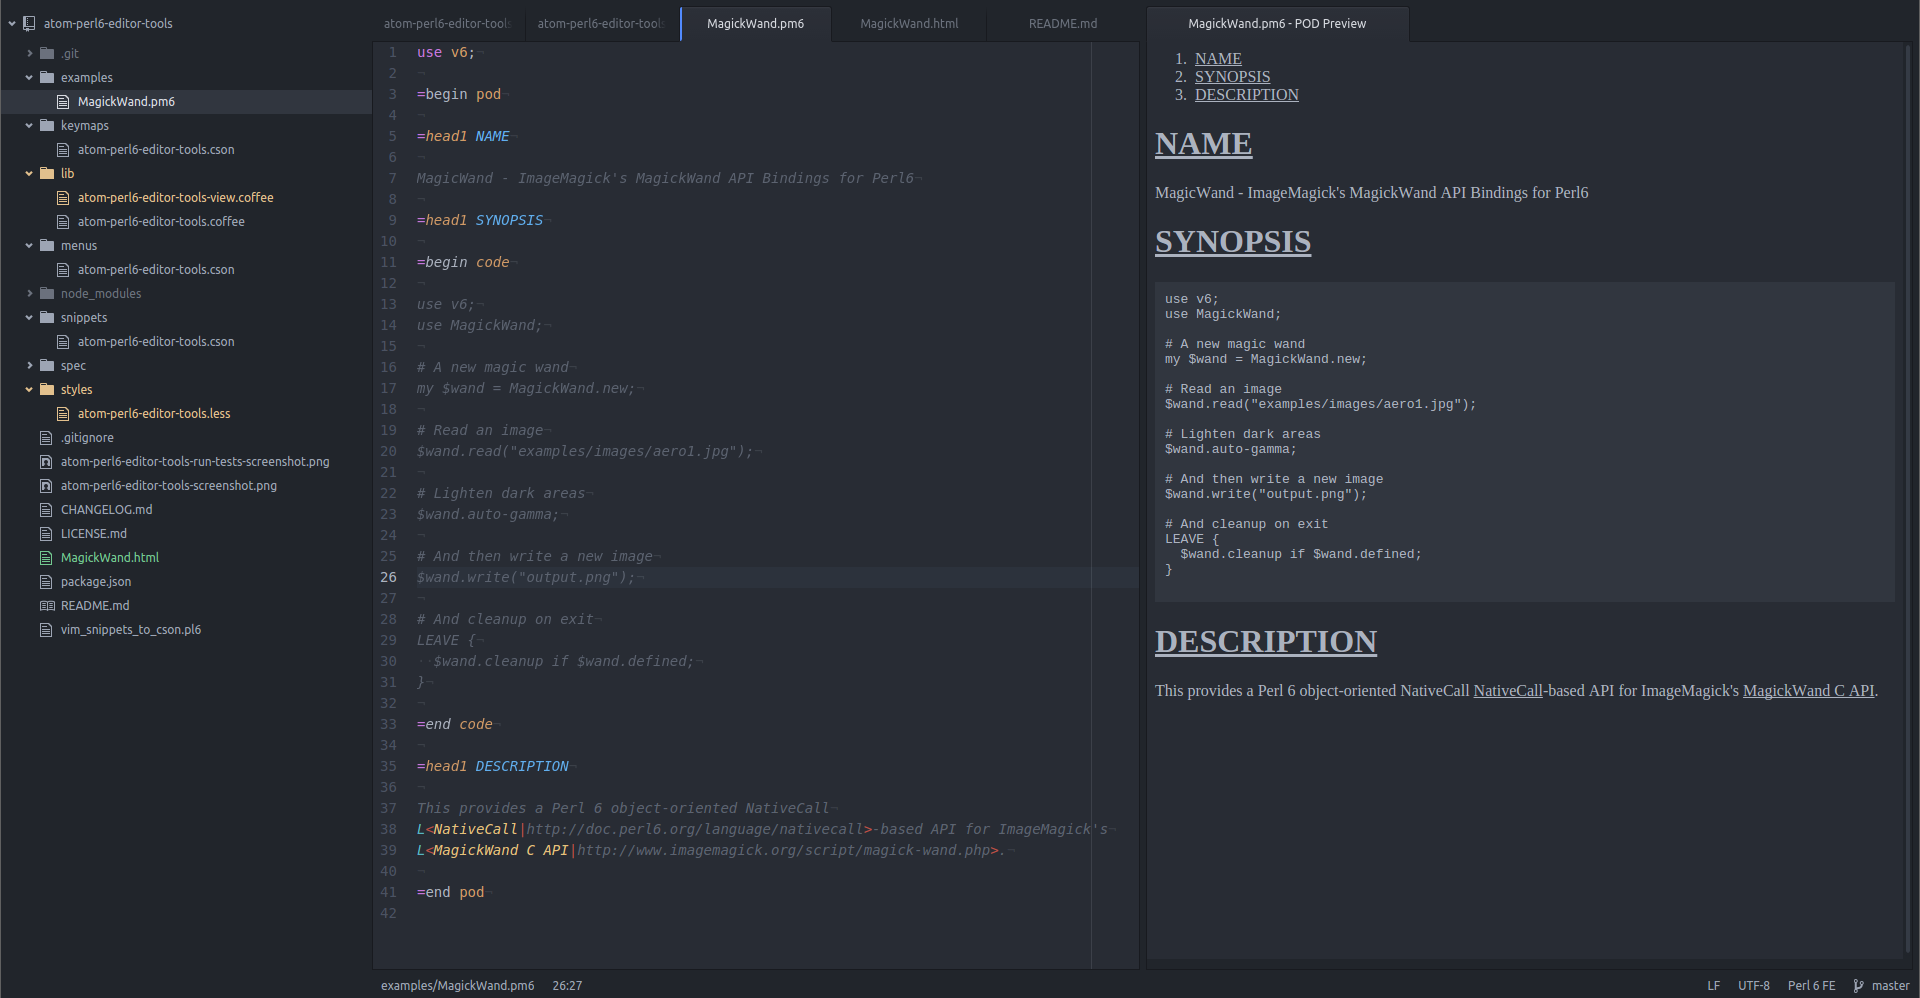 atom-perl6-editor-tools
.git
examples
MagickWand.pm6
keymaps
atom-perl6-editor-tools.cson
lib
atom-perl6-editor-tools-view.coffee
atom-perl6-editor-tools.coffee
menus
atom-perl6-editor-tools.cson
node_modules
snippets
atom-perl6-editor-tools.cson
spec
styles
atom-perl6-editor-tools.less
.gitignore
atom-perl6-editor-tools-run-tests-screenshot.png
atom-perl6-editor-tools-screenshot.png
CHANGELOG.md
LICENSE.md
MagickWand.html
package.json
README.md
vim_snippets_to_cson.pl6
atom-perl6-editor-tools atom-perl6-editor-tools MagickWand.pm6 MagickWand.html README.md
1 use v6;¬
2 ¬
3 =begin pod¬
4 ¬
5 =head1 NAME¬
6 ¬
7 MagicWand - ImageMagick's MagickWand API Bindings for Perl6¬
8 ¬
9 =head1 SYNOPSIS¬
10 ¬
11 =begin code¬
12 ¬
13 use v6;¬
14 use MagickWand;¬
15 ¬
16 # A new magic wand¬
17 my $wand = MagickWand.new;¬
18 ¬
19 # Read an image¬
20 $wand.read("examples/images/aero1.jpg");¬
21 ¬
22 # Lighten dark areas¬
23 $wand.auto-gamma;¬
24 ¬
25 # And then write a new image¬
26 $wand.write("output.png");¬
27 ¬
28 # And cleanup on exit¬
29 LEAVE {¬
30 ··$wand.cleanup if $wand.defined;¬
31 }¬
32 ¬
33 =end code¬
34 ¬
35 =head1 DESCRIPTION¬
36 ¬
37 This provides a Perl 6 object-oriented NativeCall¬
38 L<NativeCall|http://doc.perl6.org/language/nativecall>-based API for ImageMagick's¬
39 L<MagickWand C API|http://www.imagemagick.org/script/magick-wand.php>.¬
40 ¬
41 =end pod¬
42
MagickWand.pm6 - POD Preview
1. NAME
2. SYNOPSIS
3. DESCRIPTION
NAME
MagicWand - ImageMagick's MagickWand API Bindings for Perl6
SYNOPSIS
use v6;
use MagickWand;
# A new magic wand
my $wand = MagickWand.new;
# Read an image
$wand.read("examples/images/aero1.jpg");
# Lighten dark areas
$wand.auto-gamma;
# And then write a new image
$wand.write("output.png");
# And cleanup on exit
LEAVE {
  $wand.cleanup if $wand.defined;
}
DESCRIPTION
This provides a Perl 6 object-oriented NativeCall NativeCall-based API for ImageMagick's MagickWand C API.
examples/MagickWand.pm6 26:27 LF UTF-8 Perl 6 FE master